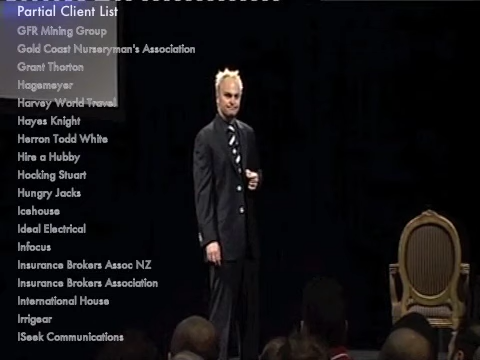 Partial Client List
GFR Mining Group
Gold Coast Nurseryman's Association
Grant Thorton
Hagemeyer
Harvey World Travel
Hayes Knight
Herron Todd White
Hire a Hubby
Hocking Stuart
Hungry Jacks
Icehouse
Ideal Electrical
Infocus
Insurance Brokers Assoc NZ
Insurance Brokers Association
International House
Irrigear
ISeek Communications